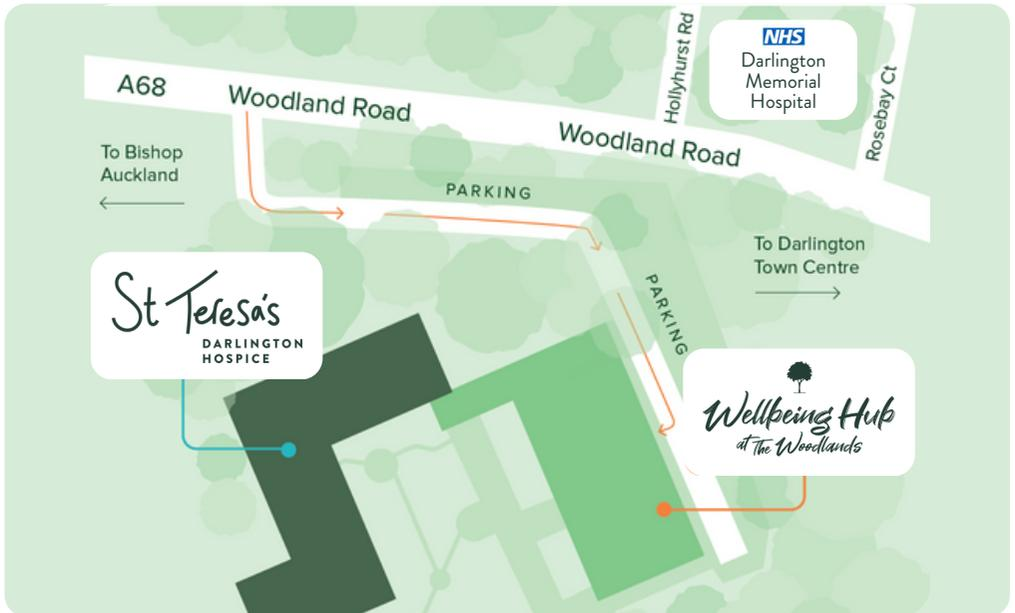 Hollyhurst Rd
NHS
Darlington
Memorial
Hospital
Rosebay Ct
A68
Woodland Road
Woodland Road
To Bishop
Auckland
PARKING
To Darlington
Town Centre
PARKING
St Teresa's
DARLINGTON
HOSPICE
Wellbeing Hub
at The Woodlands